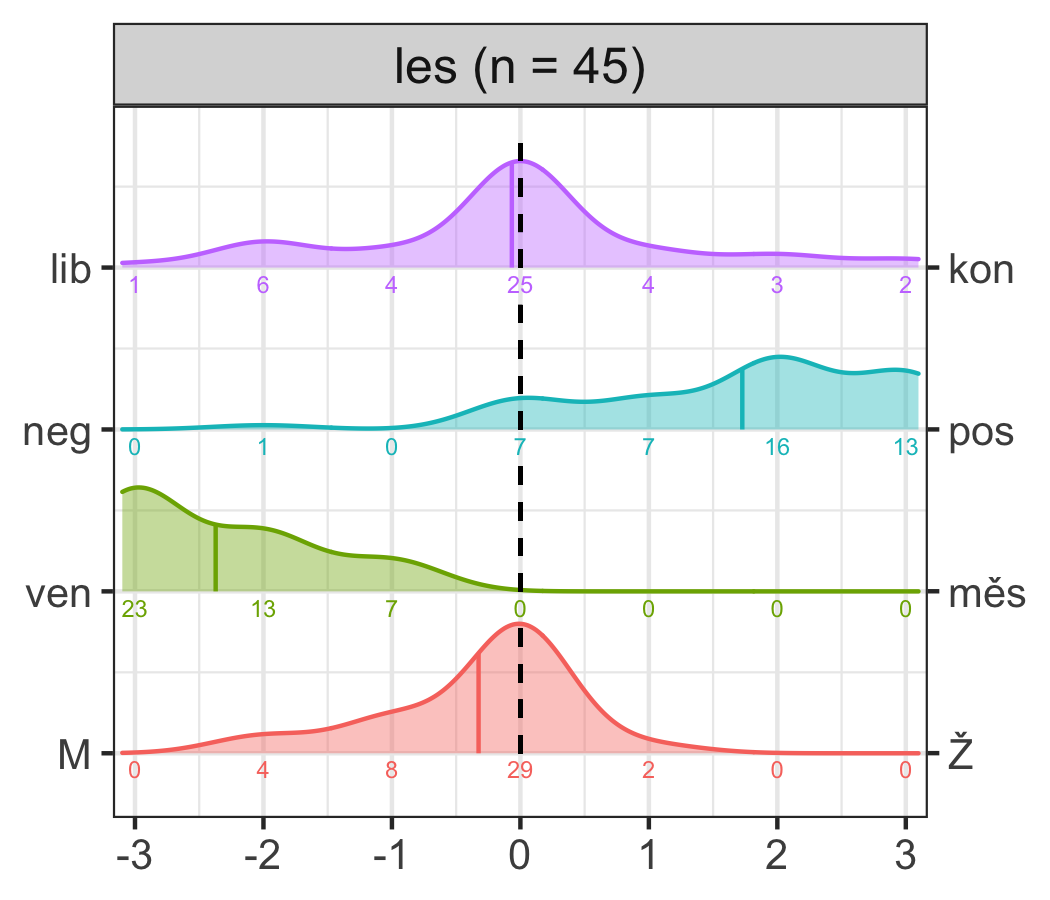 les (n = 45)
lib kon
1 6 4 25 4 3 2
neg pos
0 1 0 7 7 16 13
ven měs
23 13 7 0 0 0 0
M Ž
0 4 8 29 2 0 0
-3 -2 -1 0 1 2 3